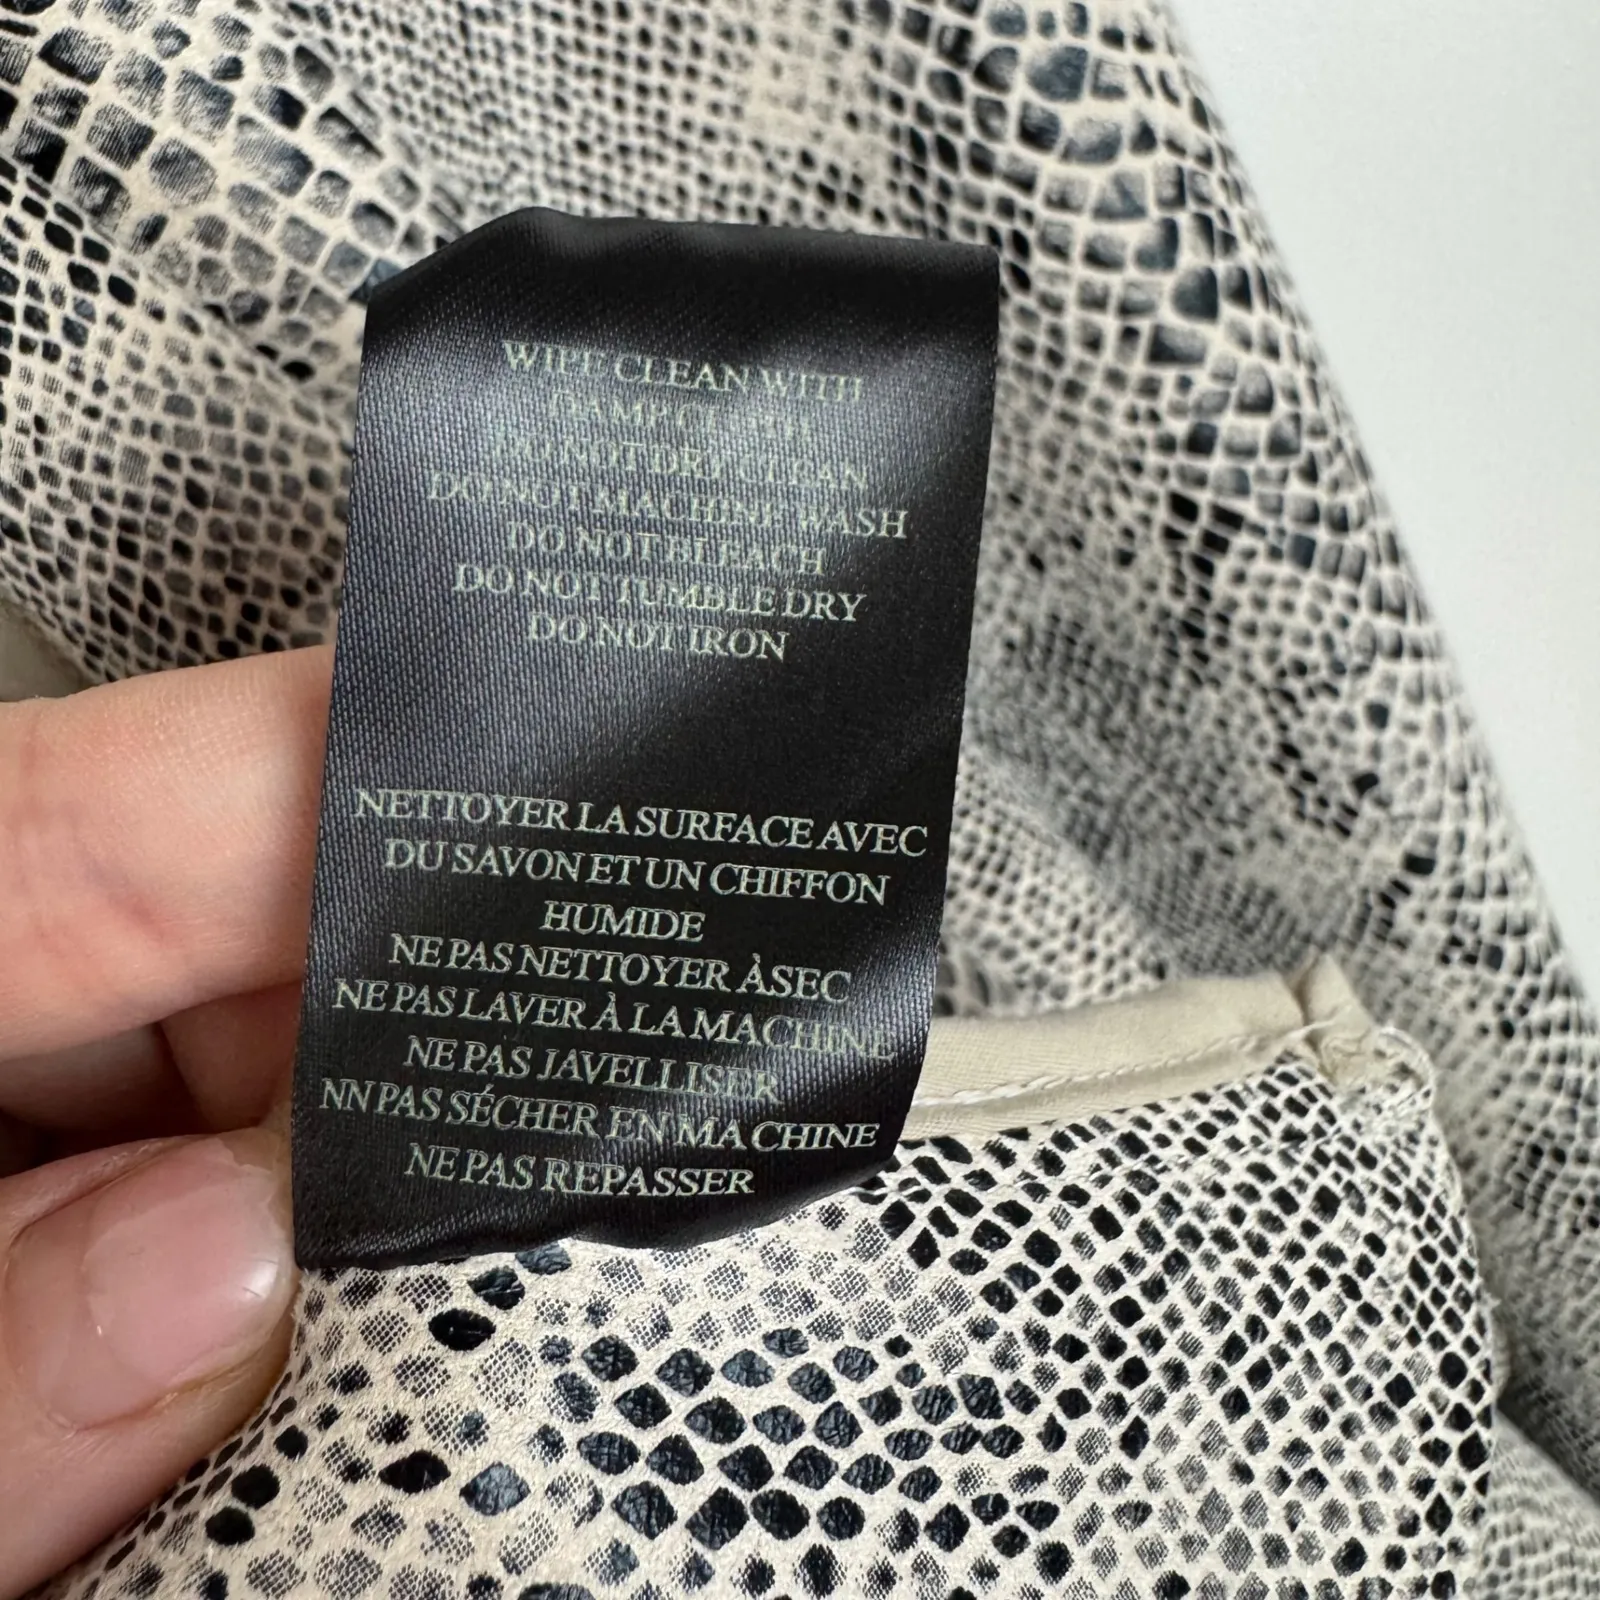 WIPE CLEAN WITH
DAMP CLOTH
DO NOT DRY CLEAN
DO NOT MACHINE WASH
DO NOT BLEACH
DO NOT TUMBLE DRY
DO NOT IRON
NETTOYER LA SURFACE AVEC
DU SAVON ET UN CHIFFON
HUMIDE
NE PAS NETTOYER ÀSEC
NE PAS LAVER À LA MACHINE
NE PAS JAVELLISER
NN PAS SÉCHER EN MA CHINE
NE PAS REPASSER